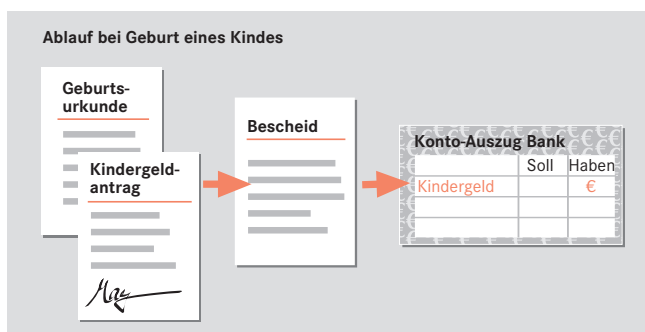 Ablauf bei Geburt eines Kindes
Geburts-
urkunde
Kindergeld-
antrag
Bescheid
Konto-Auszug Bank
Soll Haben
Kindergeld €